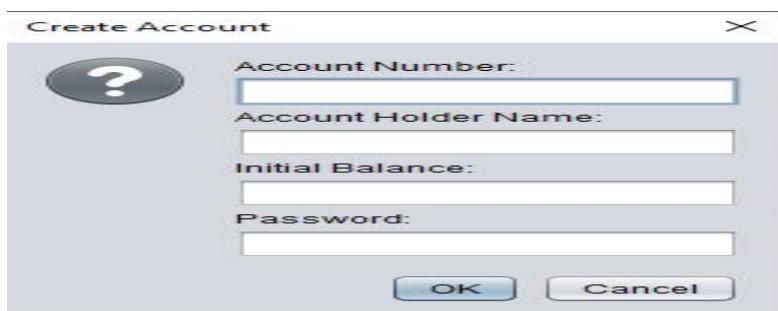 Create Account
Account Number:
Account Holder Name:
Initial Balance:
Password:
OK Cancel